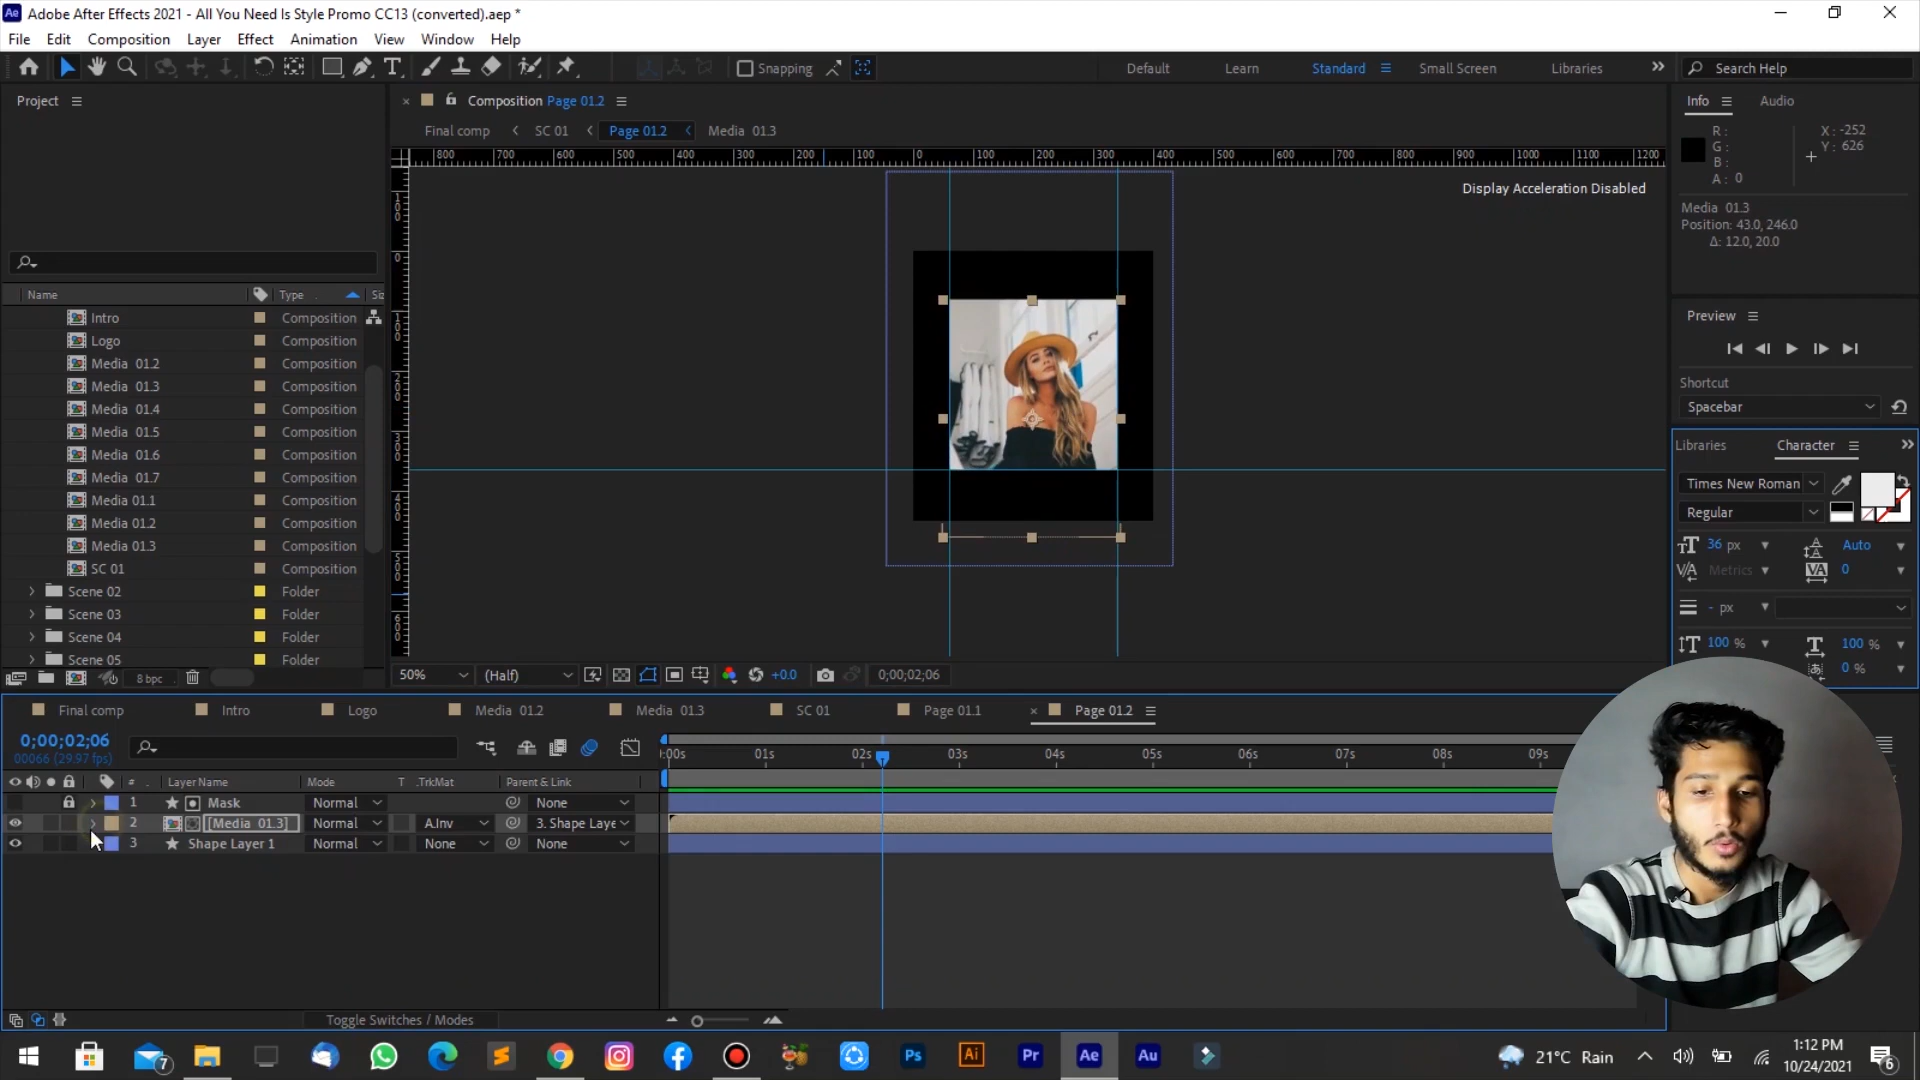 Ae Adobe After Effects 2021 - All You Need Is Style Promo CC13 (converted).aep *
File Edit Composition Layer Effect Animation View Window Help
Snapping Default Learn Standard Small Screen Libraries Search Help
Project
Composition Page 01.2
Info Audio
Final comp SC 01 Page 01.2 Media 01.3
R :
G :
B :
A : 0
X : -252
Y : 626
800 700 600 500 400 300 200 100 0 100 200 300 400 500 600 700 800 900 1000 1100 1200
Display Acceleration Disabled
Media 01.3
Position: 43.0, 246.0
Δ: 12.0, 20.0
Name Type Siz
Intro Composition
Logo Composition
Media 01.2 Composition
Media 01.3 Composition
Media 01.4 Composition
Media 01.5 Composition
Media 01.6 Composition
Media 01.7 Composition
Media 01.1 Composition
Media 01.2 Composition
Media 01.3 Composition
SC 01 Composition
Scene 02 Folder
Scene 03 Folder
Scene 04 Folder
Scene 05 Folder
8 bpc
Preview
Shortcut
Spacebar
Libraries Character
Times New Roman
Regular
36 px Auto
Metrics 0
- px
100 % 100 %
0 %
50% (Half) +0.0 0;00;02;06
Final comp Intro Logo Media 01.2 Media 01.3 SC 01 Page 01.1 Page 01.2
0;00;02;06
00066 (29.97 fps)
:00s 01s 02s 03s 04s 05s 06s 07s 08s 09s
# Layer Name Mode T .TrkMat Parent & Link
1 Mask Normal None
2 [Media 01.3] Normal A.Inv 3. Shape Laye
3 Shape Layer 1 Normal None None
Toggle Switches / Modes
7 Ps Ai Pr Ae Au
21°C Rain
1:12 PM
10/24/2021
6